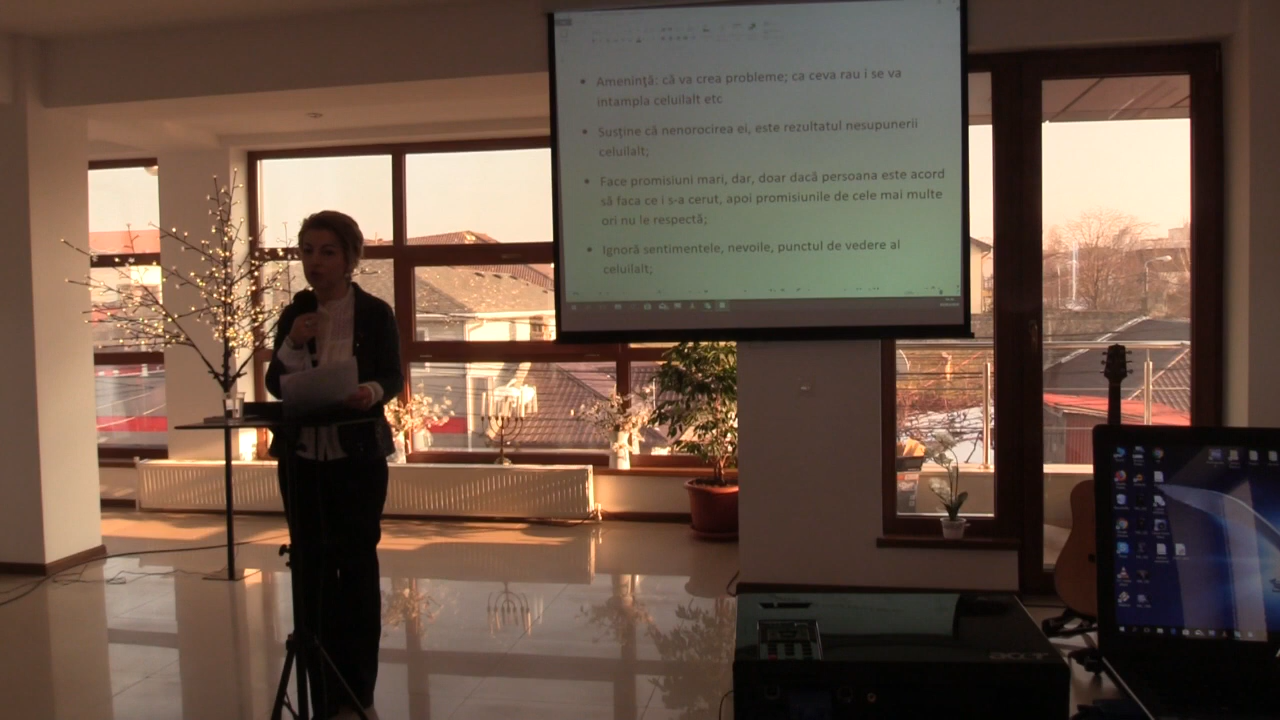 Amenință: că va crea probleme; ca ceva rau i se va
intampla celuilalt etc
Susține că nenorocirea ei, este rezultatul nesupunerii
celuilalt;
Face promisiuni mari, dar, doar dacă persoana este acord
să faca ce i s-a cerut, apoi promisiunile de cele mai multe
ori nu le respectă;
Ignoră sentimentele, nevoile, punctul de vedere al
celuilalt;
acer